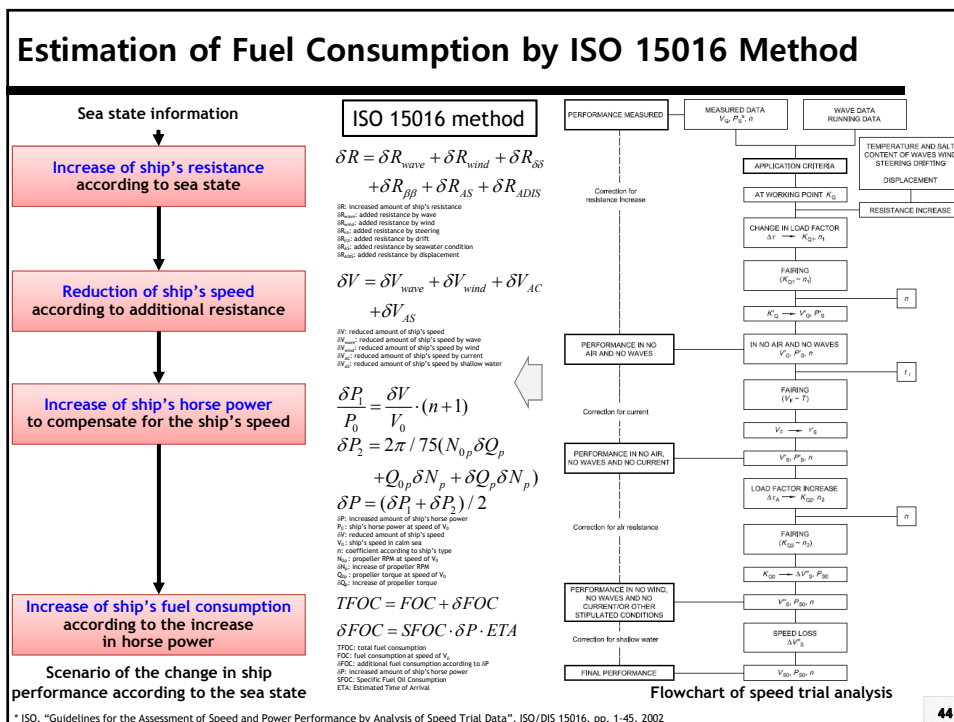 Estimation of Fuel Consumption by ISO 15016 Method
Sea state information
Increase of ship's resistance
according to sea state
Reduction of ship's speed
according to additional resistance
Increase of ship's horse power
to compensate for the ship's speed
Increase of ship's fuel consumption
according to the increase
in horse power
Scenario of the change in ship
performance according to the sea state
ISO 15016 method
δR = δR_wave + δR_wind + δR_δδ
+ δR_ββ + δR_AS + δR_ADIS
δR: increased amount of ship's resistance
δR_wave: added resistance by wave
δR_wind: added resistance by wind
δR_δδ: added resistance by steering
δR_ββ: added resistance by drift
δR_AS: added resistance by seawater condition
δR_ADIS: added resistance by displacement
δV = δV_wave + δV_wind + δV_AC
+ δV_AS
δV: reduced amount of ship's speed
δV_wave: reduced amount of ship's speed by wave
δV_wind: reduced amount of ship's speed by wind
δV_AC: reduced amount of ship's speed by current
δV_AS: reduced amount of ship's speed by shallow water
δP_1/P_0 = δV/V_0 · (n+1)
δP_2 = 2π / 75(N_0p δQ_p
+ Q_0p δN_p + δQ_p δN_p)
δP = (δP_1 + δP_2) / 2
δP: increased amount of ship's horse power
P_0: ship's horse power at speed of V_0
δV: reduced amount of ship's speed
V_0: ship's speed in calm sea
n: coefficient according to ship's type
N_0p: propeller RPM at speed of V_0
δN_p: increase of propeller RPM
Q_0p: propeller torque at speed of V_0
δQ_p: increase of propeller torque
TFOC = FOC + δFOC
δFOC = SFOC · δP · ETA
TFOC: total fuel consumption
FOC: fuel consumption at speed of V_0
δFOC: additional fuel consumption according to δP
δP: increased amount of ship's horse power
SFOC: Specific Fuel Oil Consumption
ETA: Estimated Time of Arrival
PERFORMANCE MEASURED
Correction for
resistance Increase
PERFORMANCE IN NO
AIR AND NO WAVES
Correction for current
PERFORMANCE IN NO AIR,
NO WAVES AND NO CURRENT
Correction for air resistance
PERFORMANCE IN NO WIND,
NO WAVES AND NO
CURRENT/OR OTHER
STIPULATED CONDITIONS
Correction for shallow water
FINAL PERFORMANCE
MEASURED DATA
V_G, P_S", n
WAVE DATA
RUNNING DATA
TEMPERATURE AND SALT
CONTENT OF WAVES WIND
STEERING DRIFTING
DISPLACEMENT
RESISTANCE INCREASE
APPLICATION CRITERIA
AT WORKING POINT K_Q
CHANGE IN LOAD FACTOR
Δτ → K_Q1, n_1
FAIRING
(K_Q1 ~ n_1)
n
K'_Q → V'_G, P'_S
IN NO AIR AND NO WAVES
V'_G, P'_S, n
t_i
FAIRING
(V_F ~ T)
V'_S, P'_S, n
LOAD FACTOR INCREASE
Δτ_A → K_Q2, n_2
n
FAIRING
(K_Q2 ~ n_2)
V"_S, P_S0, n
SPEED LOSS
ΔV"_S
V_S0, P_S0, n
Flowchart of speed trial analysis
* ISO, "Guidelines for the Assessment of Speed and Power Performance by Analysis of Speed Trial Data", ISO/DIS 15016, pp. 1-45, 2002
44